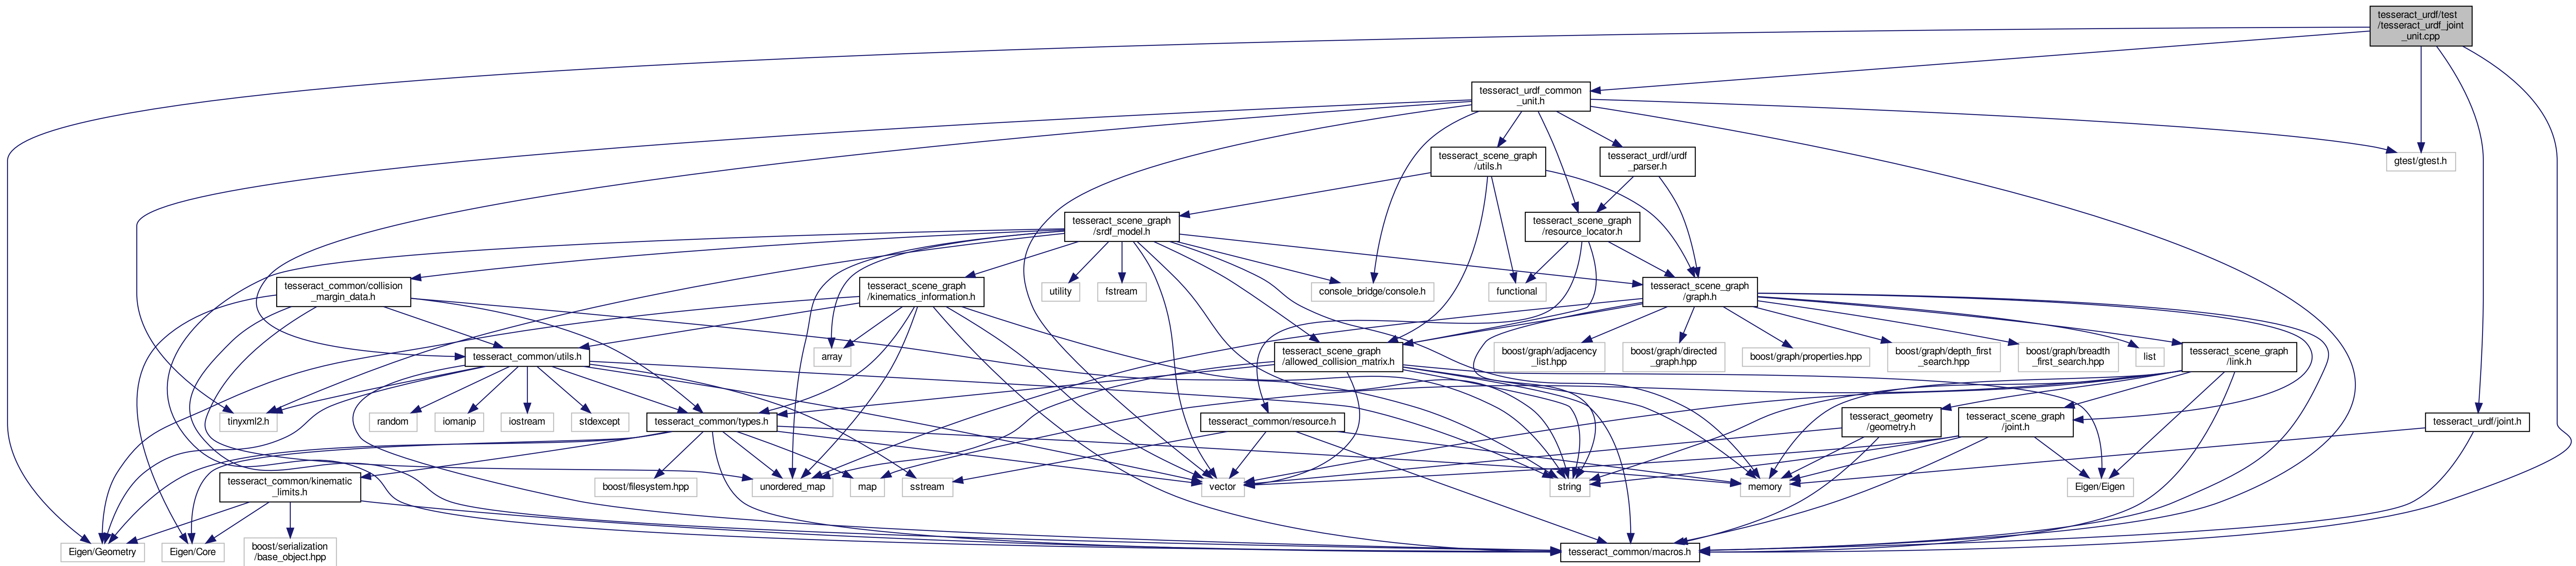 tesseract_urdf/test
/tesseract_urdf_joint
_unit.cpp
tesseract_urdf_common
_unit.h
tesseract_scene_graph
/utils.h
tesseract_urdf/urdf
_parser.h
gtest/gtest.h
tesseract_scene_graph
/srdf_model.h
tesseract_scene_graph
/resource_locator.h
tesseract_common/collision
_margin_data.h
tesseract_scene_graph
/kinematics_information.h
utility
fstream
console_bridge/console.h
functional
tesseract_scene_graph
/graph.h
tesseract_common/utils.h
array
tesseract_scene_graph
/allowed_collision_matrix.h
boost/graph/adjacency
_list.hpp
boost/graph/directed
_graph.hpp
boost/graph/properties.hpp
boost/graph/depth_first
_search.hpp
boost/graph/breadth
_first_search.hpp
list
tesseract_scene_graph
/link.h
tinyxml2.h
random
iomanip
iostream
stdexcept
tesseract_common/types.h
tesseract_common/resource.h
tesseract_geometry
/geometry.h
tesseract_scene_graph
/joint.h
tesseract_urdf/joint.h
tesseract_common/kinematic
_limits.h
boost/filesystem.hpp
unordered_map
map
sstream
vector
string
memory
Eigen/Eigen
Eigen/Geometry
Eigen/Core
boost/serialization
/base_object.hpp
tesseract_common/macros.h